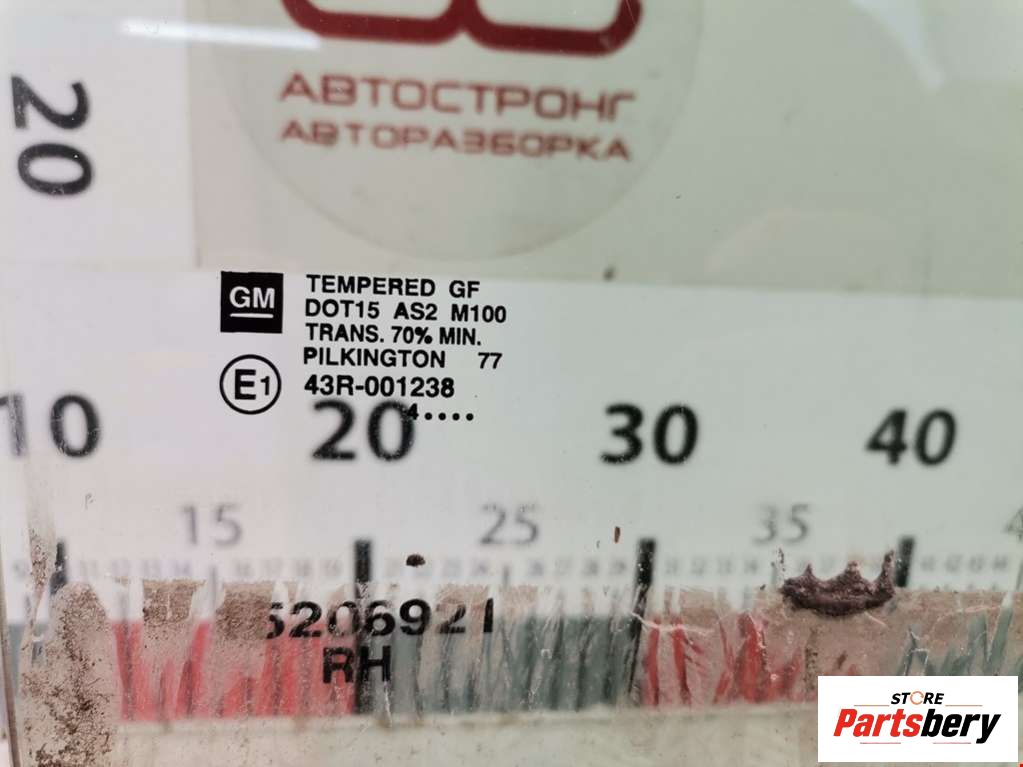 АВТОСТРОНГ
АВТОРАЗБОРКА
20
GM
TEMPERED GF
DOT15 AS2 M100
TRANS. 70% MIN.
PILKINGTON 77
E1
43R-001238
4....
10 20 30 40
15 25 35
5206921
RH
STORE
Partsbery